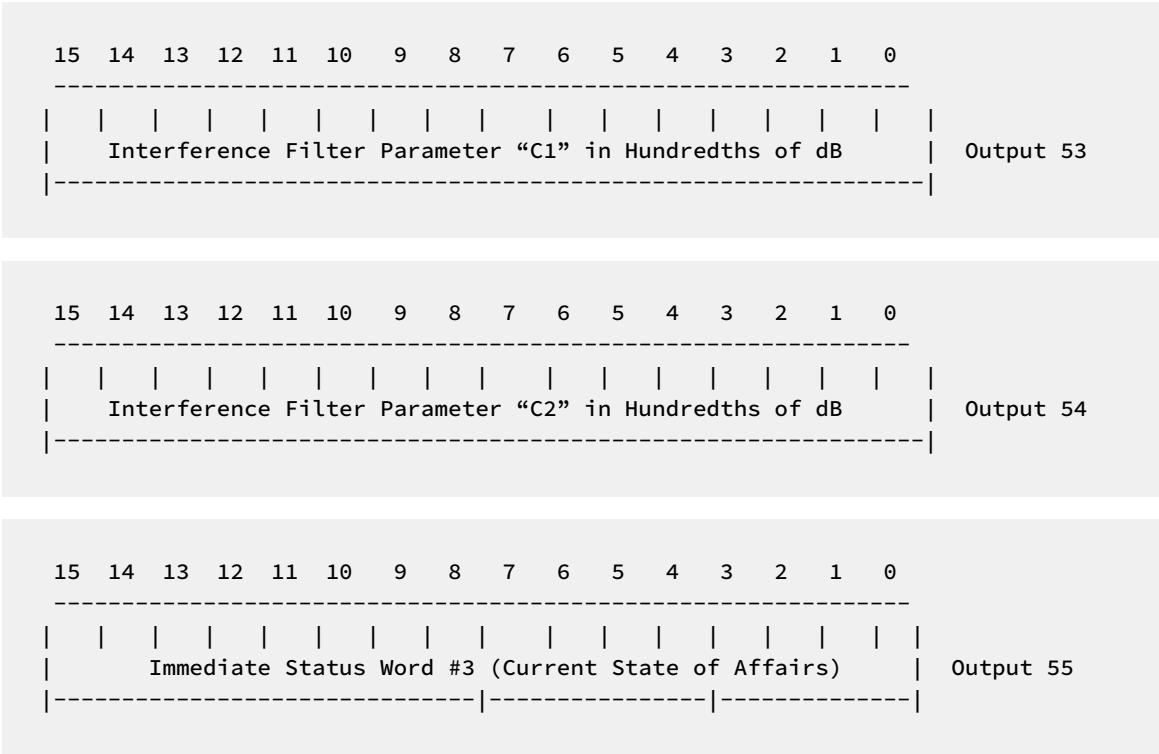 15 14 13 12 11 10 9 8 7 6 5 4 3 2 1 0
---------------------------------------------------------------
| | | | | | | | | | | | | | | | |
| Interference Filter Parameter “C1” in Hundredths of dB | Output 53
|----------------------------------------------------------------|
15 14 13 12 11 10 9 8 7 6 5 4 3 2 1 0
---------------------------------------------------------------
| | | | | | | | | | | | | | | | |
| Interference Filter Parameter “C2” in Hundredths of dB | Output 54
|----------------------------------------------------------------|
15 14 13 12 11 10 9 8 7 6 5 4 3 2 1 0
---------------------------------------------------------------
| | | | | | | | | | | | | | | | |
| Immediate Status Word #3 (Current State of Affairs) | Output 55
|-------------------------------|----------------|--------------|